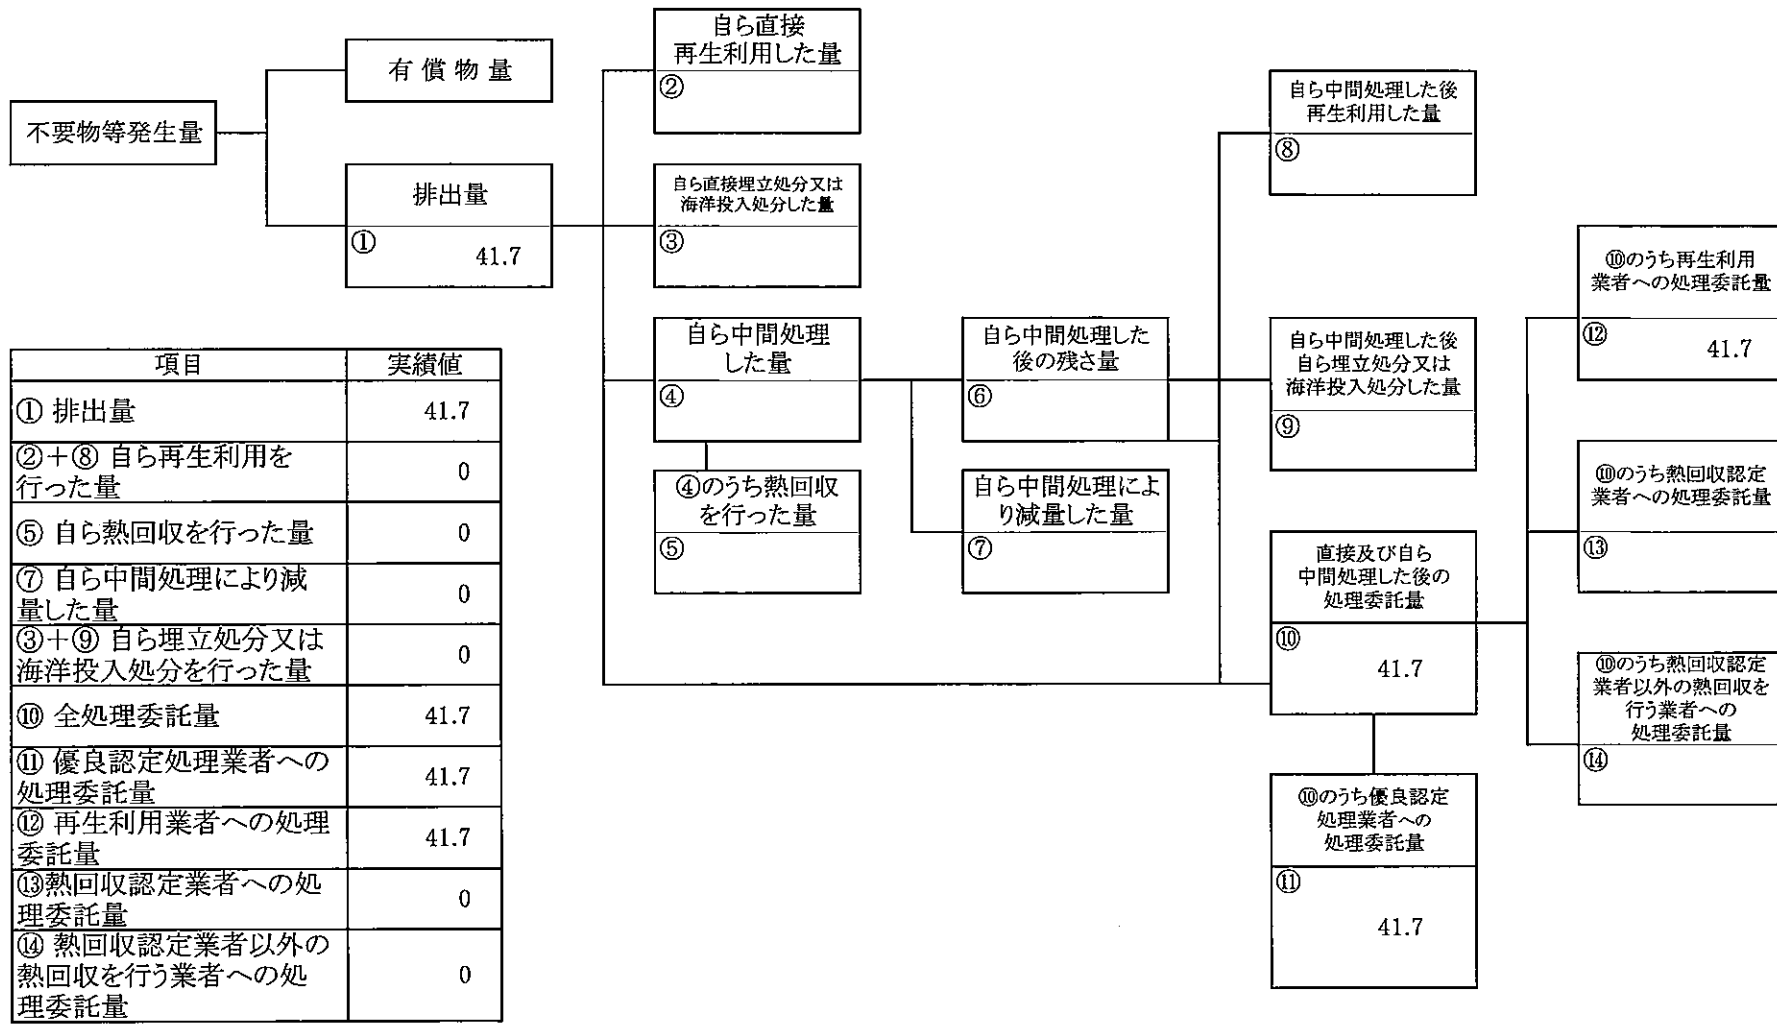 不要物等発生量
有償物量
排出量
①
41.7
自ら直接
再生利用した量
②
自ら直接埋立処分又は
海洋投入処分した量
③
自ら中間処理
した量
④
④のうち熱回収
を行った量
⑤
自ら中間処理した
後の残さ量
⑥
自ら中間処理によ
り減量した量
⑦
自ら中間処理した後
再生利用した量
⑧
自ら中間処理した後
自ら埋立処分又は
海洋投入処分した量
⑨
直接及び自ら
中間処理した後の
処理委託量
⑩
41.7
⑩のうち優良認定
処理業者への
処理委託量
⑪
41.7
⑩のうち再生利用
業者への処理委託量
⑫
41.7
⑩のうち熱回収認定
業者への処理委託量
⑬
⑩のうち熱回収認定
業者以外の熱回収を
行う業者への
処理委託量
⑭
項目 実績値
① 排出量 41.7
②+⑧ 自ら再生利用を
行った量 0
⑤ 自ら熱回収を行った量 0
⑦ 自ら中間処理により減
量した量 0
③+⑨ 自ら埋立処分又は
海洋投入処分を行った量 0
⑩ 全処理委託量 41.7
⑪ 優良認定処理業者への
処理委託量 41.7
⑫ 再生利用業者への処理
委託量 41.7
⑬熱回収認定業者への処
理委託量 0
⑭ 熱回収認定業者以外の
熱回収を行う業者への処
理委託量 0